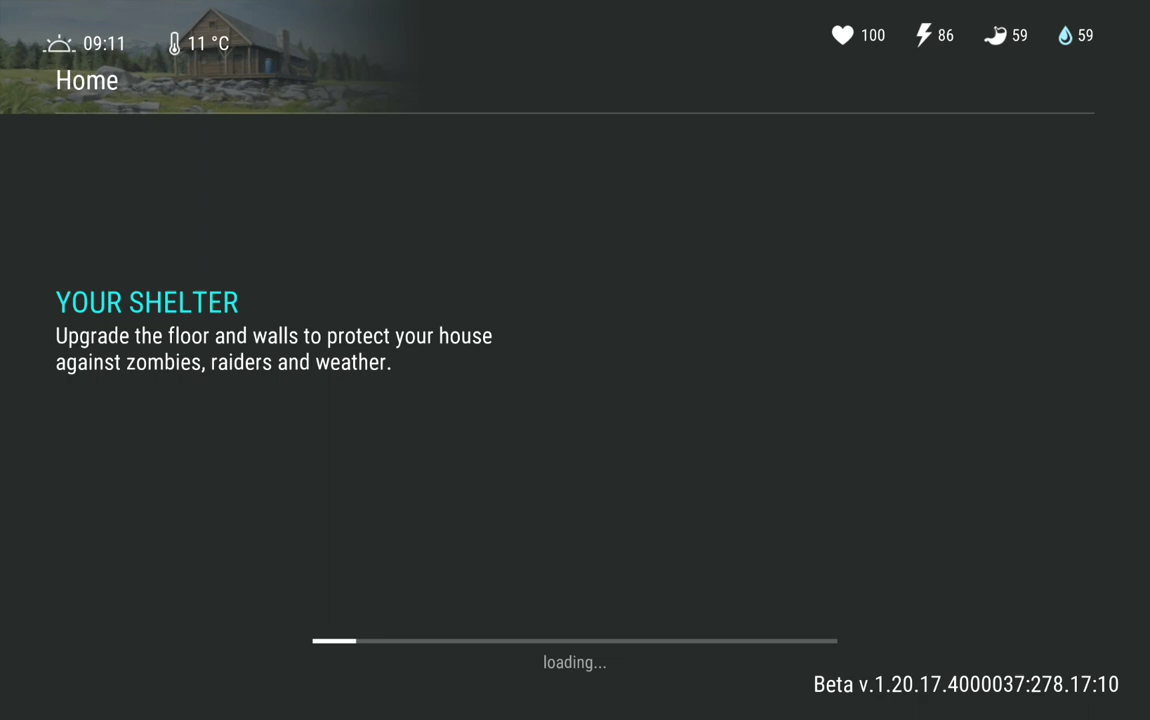 09:11 11 °C 100 86 59 59
Home
YOUR SHELTER
Upgrade the floor and walls to protect your house
against zombies, raiders and weather.
loading...
Beta v.1.20.17.4000037:278.17:10